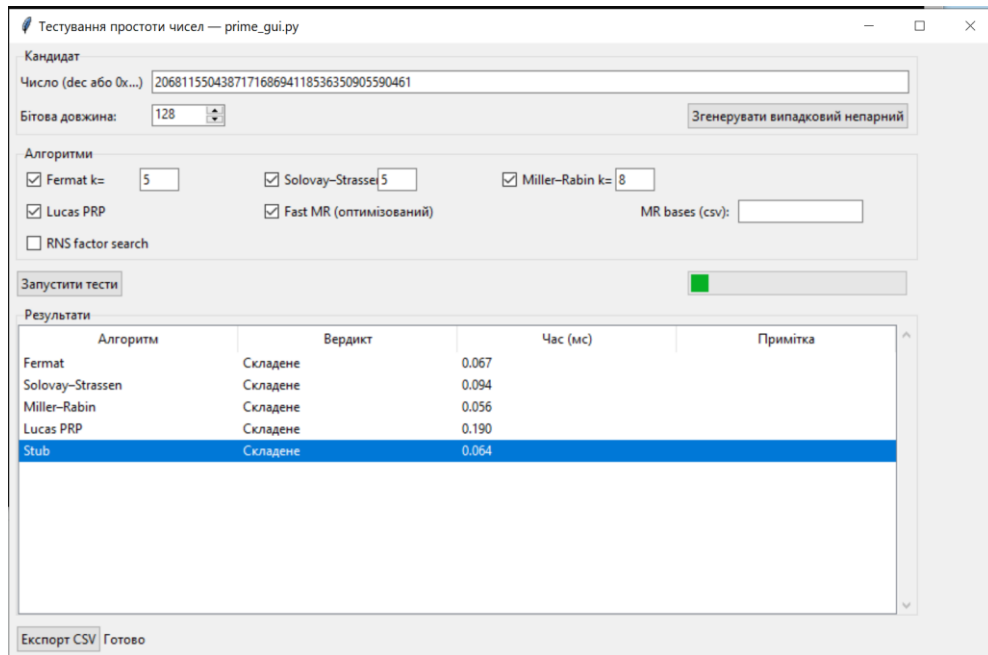 Тестування простоти чисел — prime_gui.py
Кандидат
Число (dec або 0x...) 206811550438717168694118536350905590461
Бітова довжина: 128 Згенерувати випадковий непарний
Алгоритми
Fermat k= 5 Solovay–Strasser 5 Miller–Rabin k= 8
Lucas PRP Fast MR (оптимізований) MR bases (csv):
RNS factor search
Запустити тести
Результати
Алгоритм Вердикт Час (мс) Примітка
Fermat Складене 0.067
Solovay–Strassen Складене 0.094
Miller–Rabin Складене 0.056
Lucas PRP Складене 0.190
Stub Складене 0.064
Експорт CSV Готово